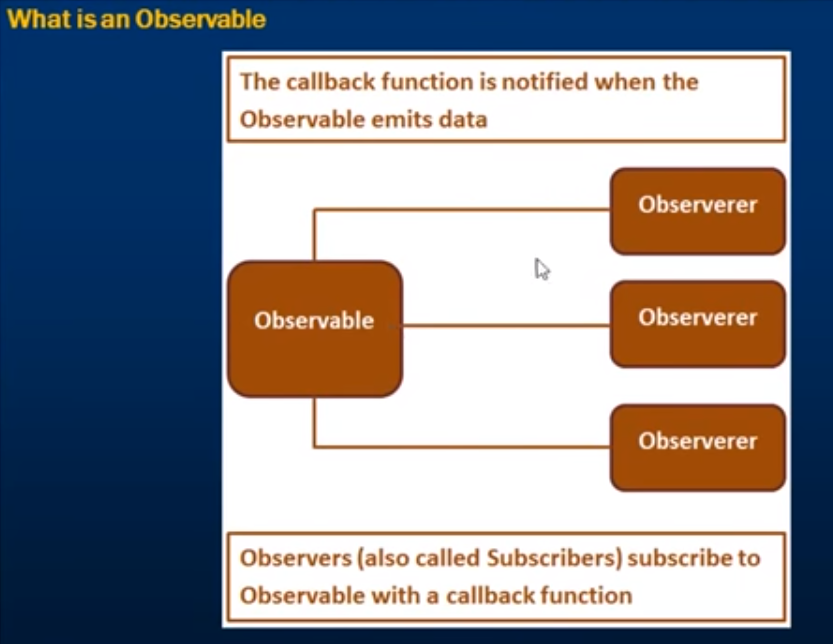 What is an Observable
The callback function is notified when the
Observable emits data
Observerer
Observable
Observerer
Observerer
Observers (also called Subscribers) subscribe to
Observable with a callback function